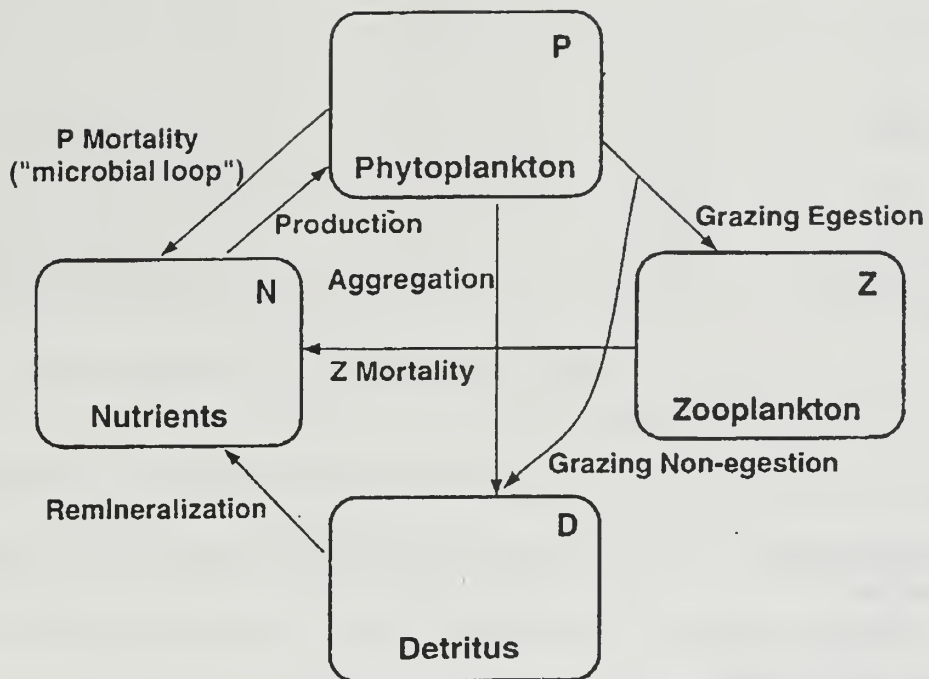 P
Phytoplankton
P Mortality
("microbial loop")
Production
Grazing Egestion
Aggregation
N
Nutrients
Z
Zooplankton
Z Mortality
Grazing Non-egestion
Remineralization
D
Detritus